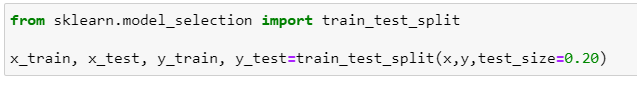 from sklearn.model_selection import train_test_split
x_train, x_test, y_train, y_test=train_test_split(x,y,test_size=0.20)